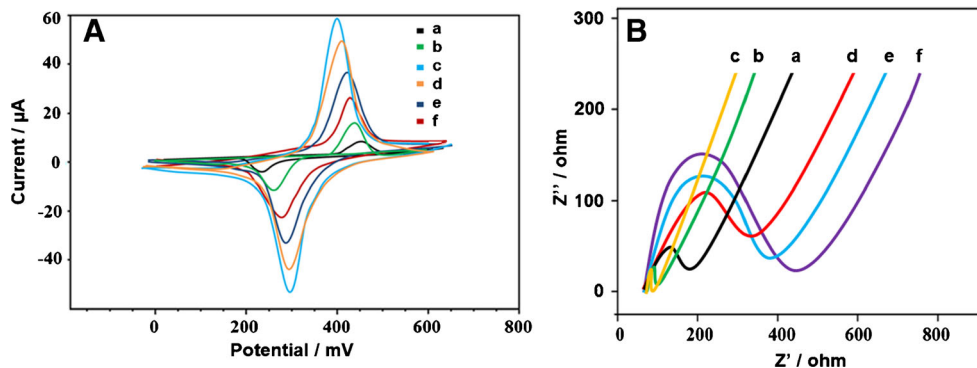 A
60
40
20
0
-20
-40
Current / µA
0 200 400 600 800
Potential / mV
a
b
c
d
e
f
B
300
200
100
0
Z'' / ohm
c b a d e f
0 200 400 600 800
Z' / ohm